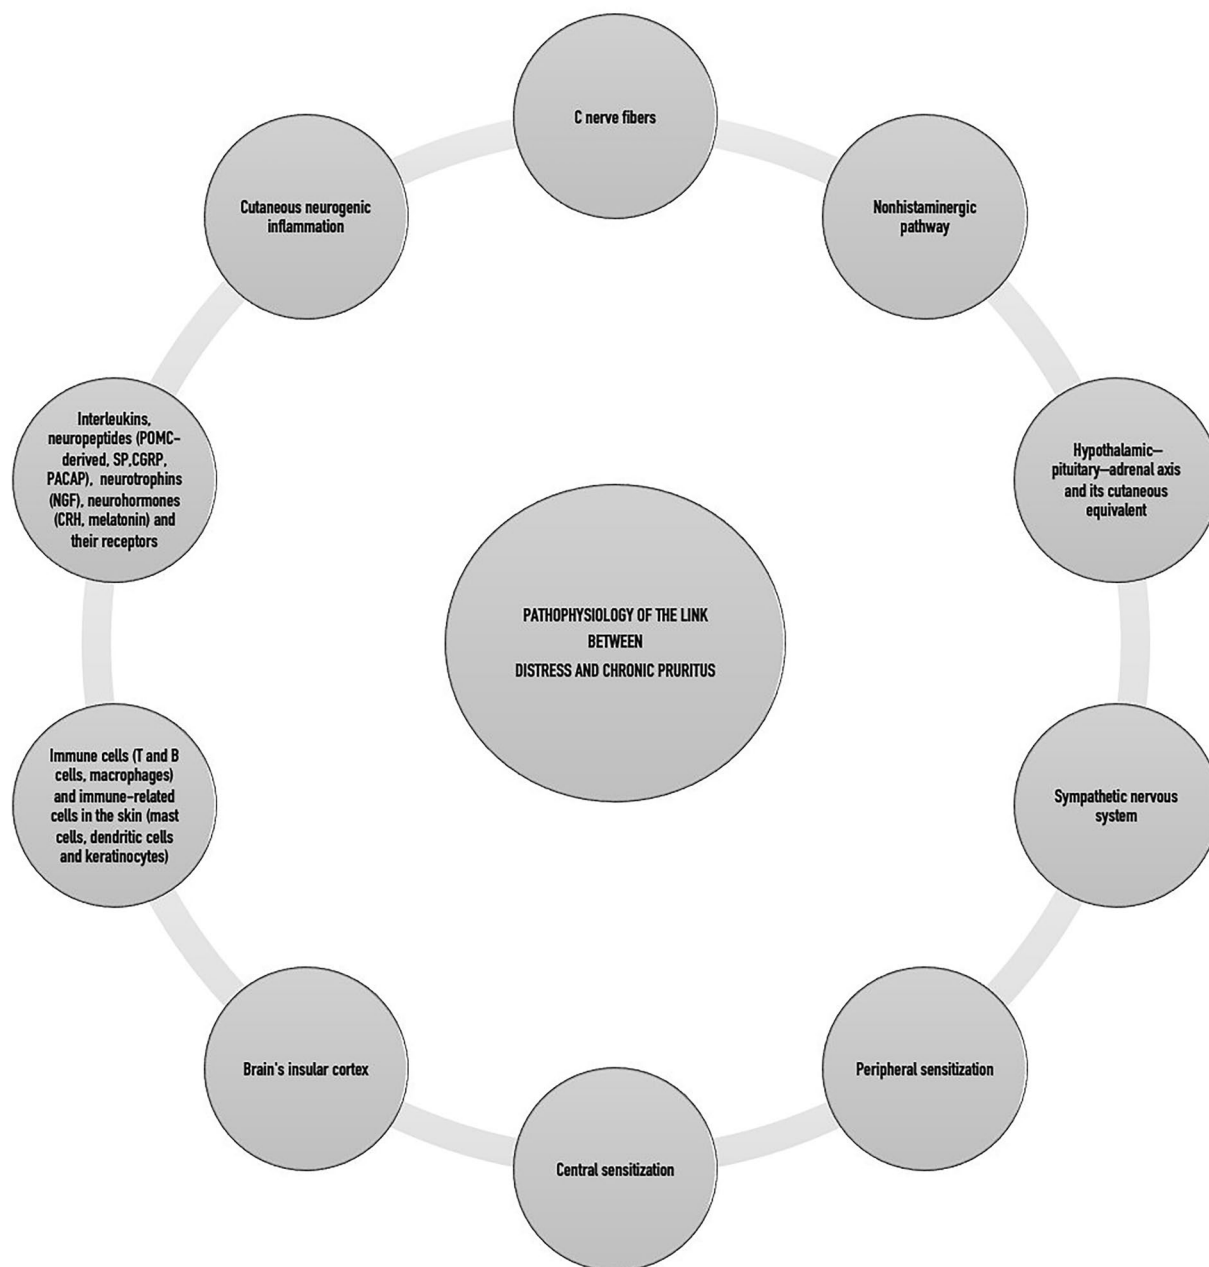 C nerve fibers
Nonhistaminergic
pathway
Hypothalamic–
pituitary–adrenal axis
and its cutaneous
equivalent
Sympathetic nervous
system
Peripheral sensitization
Central sensitization
Brain's insular cortex
Immune cells (T and B
cells, macrophages)
and immune-related
cells in the skin (mast
cells, dendritic cells
and keratinocytes)
Interleukins,
neuropeptides (POMC-
derived, SP,CGRP,
PACAP), neurotrophins
(NGF), neurohormones
(CRH, melatonin) and
their receptors
Cutaneous neurogenic
inflammation
PATHOPHYSIOLOGY OF THE LINK
BETWEEN
DISTRESS AND CHRONIC PRURITUS